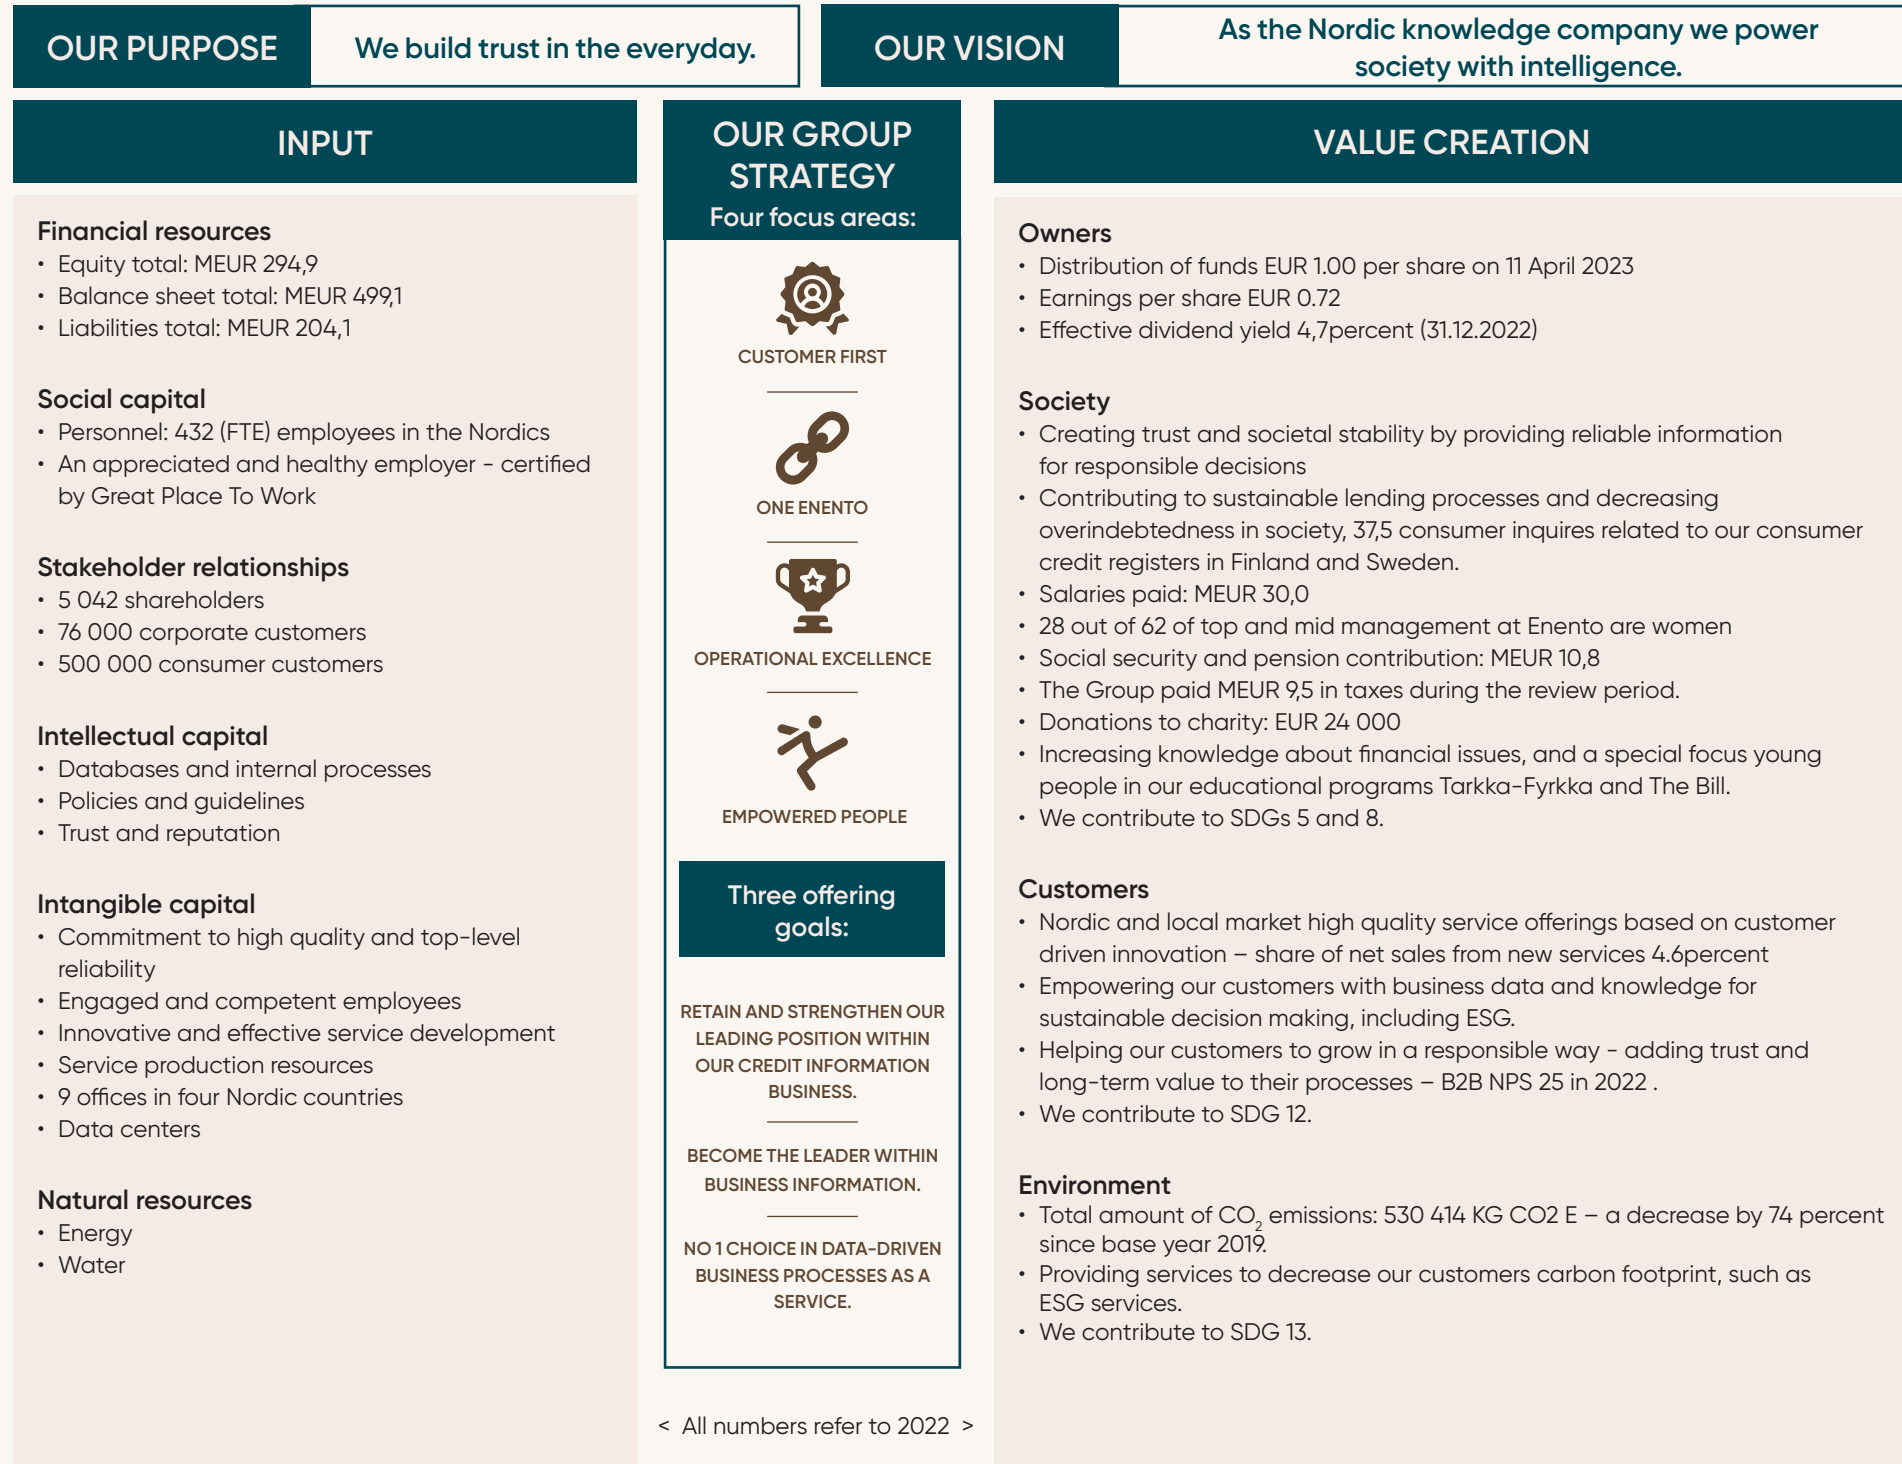 OUR PURPOSE
We build trust in the everyday.
OUR VISION
As the Nordic knowledge company we power
society with intelligence.
INPUT
Financial resources
• Equity total: MEUR 294,9
• Balance sheet total: MEUR 499,1
• Liabilities total: MEUR 204,1
Social capital
• Personnel: 432 (FTE) employees in the Nordics
• An appreciated and healthy employer - certified
by Great Place To Work
Stakeholder relationships
• 5 042 shareholders
• 76 000 corporate customers
• 500 000 consumer customers
Intellectual capital
• Databases and internal processes
• Policies and guidelines
• Trust and reputation
Intangible capital
• Commitment to high quality and top-level
reliability
• Engaged and competent employees
• Innovative and effective service development
• Service production resources
• 9 offices in four Nordic countries
• Data centers
Natural resources
• Energy
• Water
OUR GROUP
STRATEGY
Four focus areas:
CUSTOMER FIRST
ONE ENENTO
OPERATIONAL EXCELLENCE
EMPOWERED PEOPLE
Three offering
goals:
RETAIN AND STRENGTHEN OUR
LEADING POSITION WITHIN
OUR CREDIT INFORMATION
BUSINESS.
BECOME THE LEADER WITHIN
BUSINESS INFORMATION.
NO 1 CHOICE IN DATA-DRIVEN
BUSINESS PROCESSES AS A
SERVICE.
< All numbers refer to 2022 >
VALUE CREATION
Owners
• Distribution of funds EUR 1.00 per share on 11 April 2023
• Earnings per share EUR 0.72
• Effective dividend yield 4,7percent (31.12.2022)
Society
• Creating trust and societal stability by providing reliable information
for responsible decisions
• Contributing to sustainable lending processes and decreasing
overindebtedness in society, 37,5 consumer inquires related to our consumer
credit registers in Finland and Sweden.
• Salaries paid: MEUR 30,0
• 28 out of 62 of top and mid management at Enento are women
• Social security and pension contribution: MEUR 10,8
• The Group paid MEUR 9,5 in taxes during the review period.
• Donations to charity: EUR 24 000
• Increasing knowledge about financial issues, and a special focus young
people in our educational programs Tarkka-Fyrkka and The Bill.
• We contribute to SDGs 5 and 8.
Customers
• Nordic and local market high quality service offerings based on customer
driven innovation – share of net sales from new services 4.6percent
• Empowering our customers with business data and knowledge for
sustainable decision making, including ESG.
• Helping our customers to grow in a responsible way - adding trust and
long-term value to their processes – B2B NPS 25 in 2022 .
• We contribute to SDG 12.
Environment
• Total amount of CO₂ emissions: 530 414 KG CO2 E – a decrease by 74 percent
since base year 2019.
• Providing services to decrease our customers carbon footprint, such as
ESG services.
• We contribute to SDG 13.